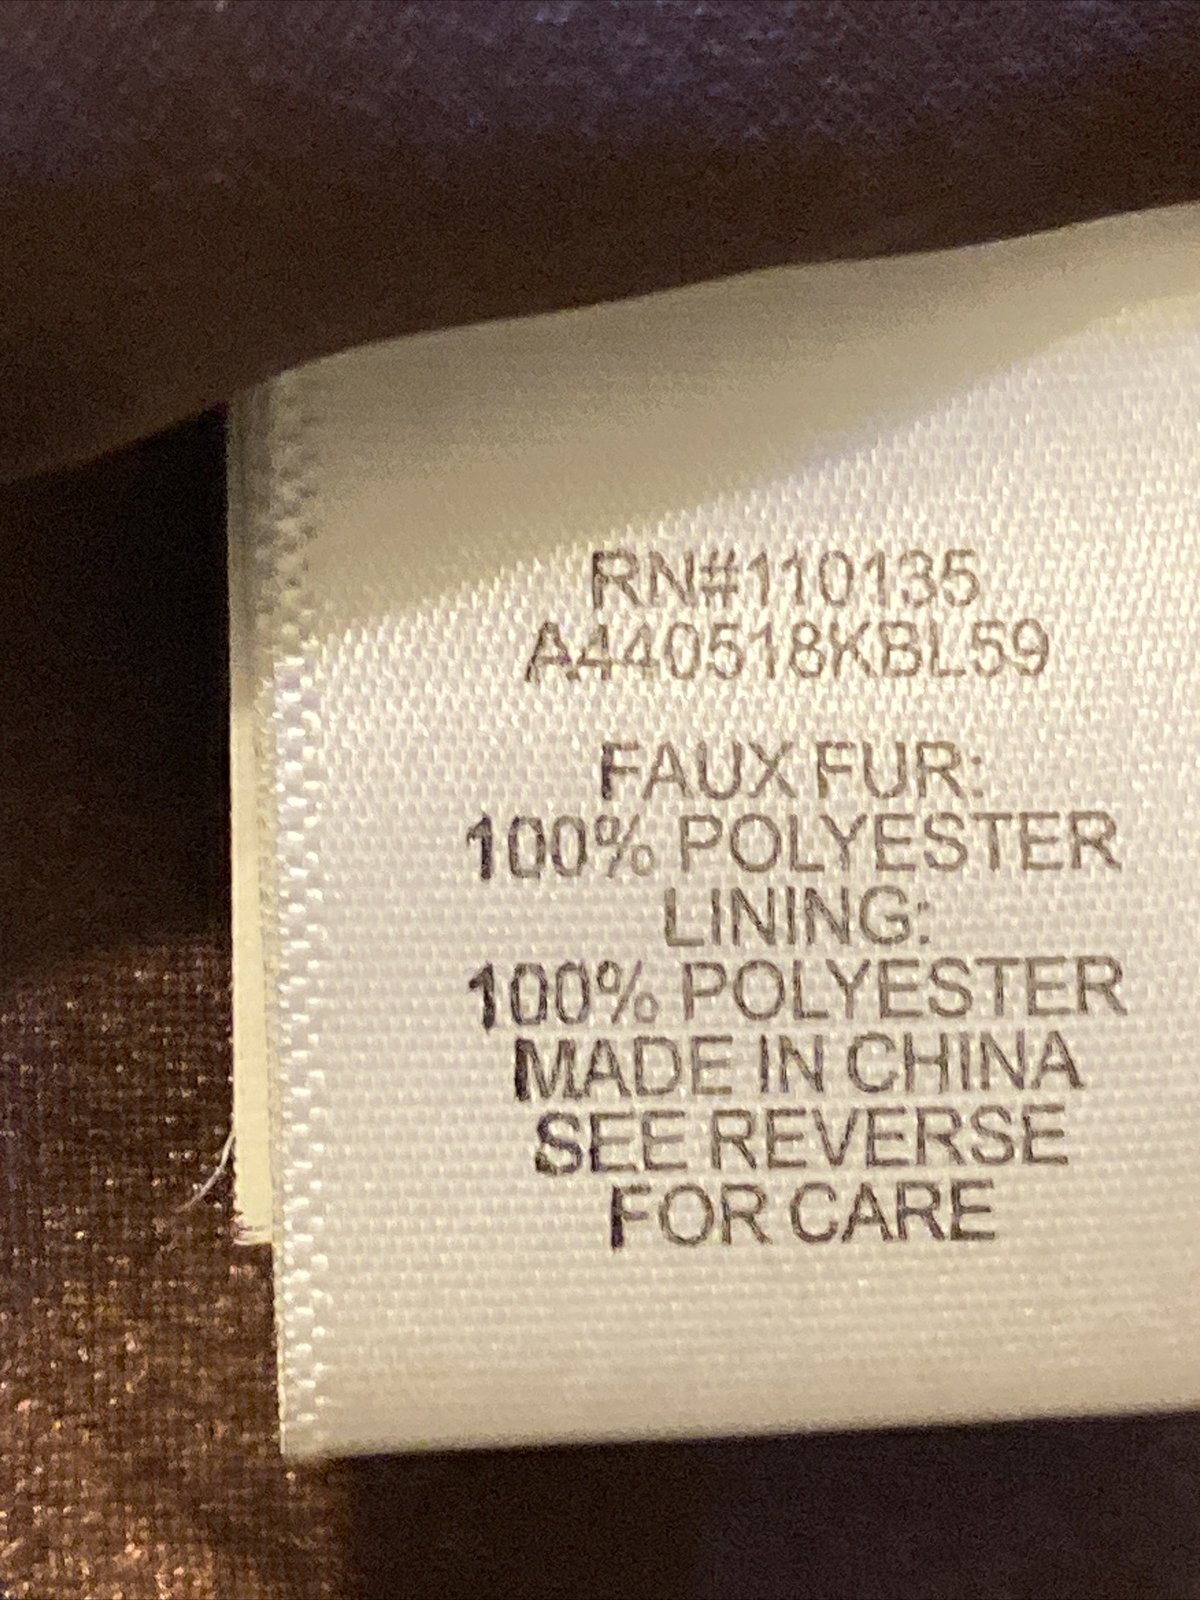 RN#110135
A440518KBL59
FAUX FUR:
100% POLYESTER
LINING:
100% POLYESTER
MADE IN CHINA
SEE REVERSE
FOR CARE